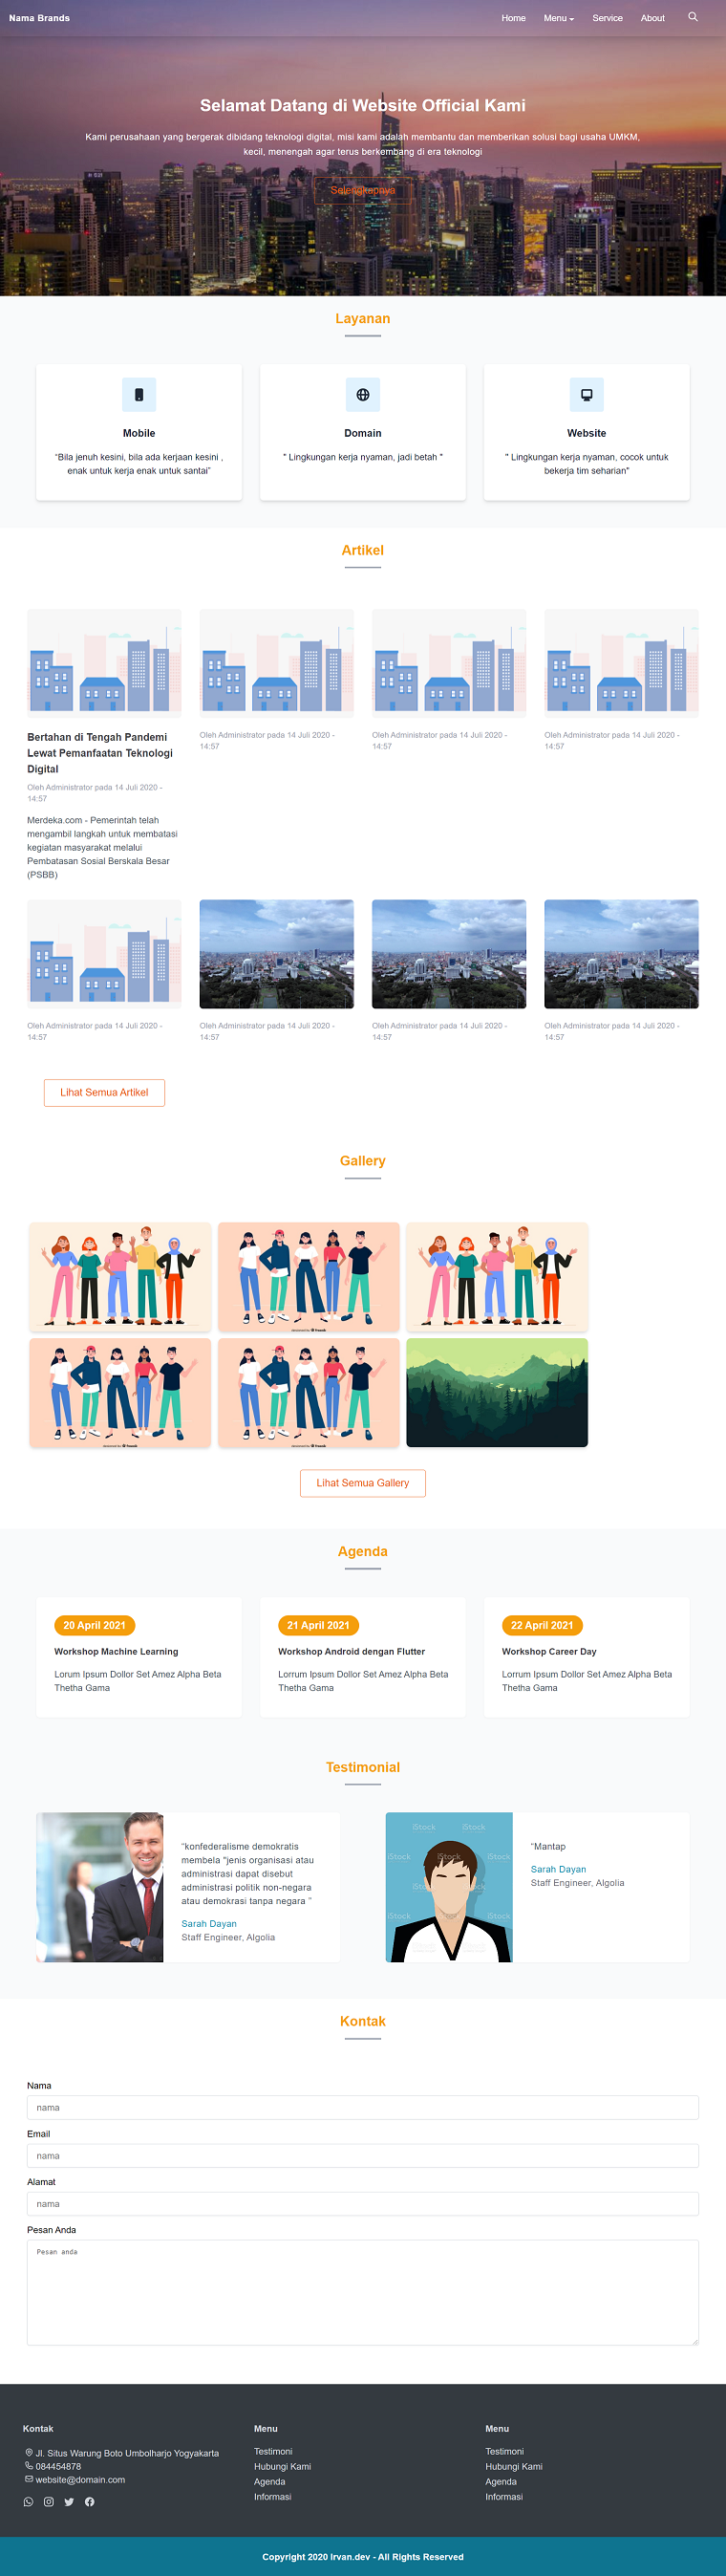 Nama Brands
Home Menu Service About
Selamat Datang di Website Official Kami
Kami perusahaan yang bergerak dibidang teknologi digital, misi kami adalah membantu dan memberikan solusi bagi usaha UMKM,
kecil, menengah agar terus berkembang di era teknologi
Selengkapnya
Layanan
Mobile
"Bila jenuh kesini, bila ada kerjaan kesini ,
enak untuk kerja enak untuk santai"
Domain
" Lingkungan kerja nyaman, jadi betah "
Website
" Lingkungan kerja nyaman, cocok untuk
bekerja tim seharian"
Artikel
Bertahan di Tengah Pandemi
Lewat Pemanfaatan Teknologi
Digital
Oleh Administrator pada 14 Juli 2020 -
14:57
Merdeka.com - Pemerintah telah
mengambil langkah untuk membatasi
kegiatan masyarakat melalui
Pembatasan Sosial Berskala Besar
(PSBB)
Oleh Administrator pada 14 Juli 2020 -
14:57
Oleh Administrator pada 14 Juli 2020 -
14:57
Oleh Administrator pada 14 Juli 2020 -
14:57
Oleh Administrator pada 14 Juli 2020 -
14:57
Oleh Administrator pada 14 Juli 2020 -
14:57
Oleh Administrator pada 14 Juli 2020 -
14:57
Oleh Administrator pada 14 Juli 2020 -
14:57
Lihat Semua Artikel
Gallery
Lihat Semua Gallery
Agenda
20 April 2021
Workshop Machine Learning
Lorum Ipsum Dollor Set Amez Alpha Beta
Thetha Gama
21 April 2021
Workshop Android dengan Flutter
Lorrum Ipsum Dollor Set Amez Alpha Beta
Thetha Gama
22 April 2021
Workshop Career Day
Lorrum Ipsum Dollor Set Amez Alpha Beta
Thetha Gama
Testimonial
"konfederalisme demokratis
membela "jenis organisasi atau
administrasi dapat disebut
administrasi politik non-negara
atau demokrasi tanpa negara "
Sarah Dayan
Staff Engineer, Algolia
iStock iStock
iStock iStock
iStock
"Mantap
Sarah Dayan
Staff Engineer, Algolia
Kontak
Nama
nama
Email
nama
Alamat
nama
Pesan Anda
Pesan anda
Kontak
Jl. Situs Warung Boto Umbolharjo Yogyakarta
084454878
website@domain.com
Menu
Testimoni
Hubungi Kami
Agenda
Informasi
Menu
Testimoni
Hubungi Kami
Agenda
Informasi
Copyright 2020 Irvan.dev - All Rights Reserved